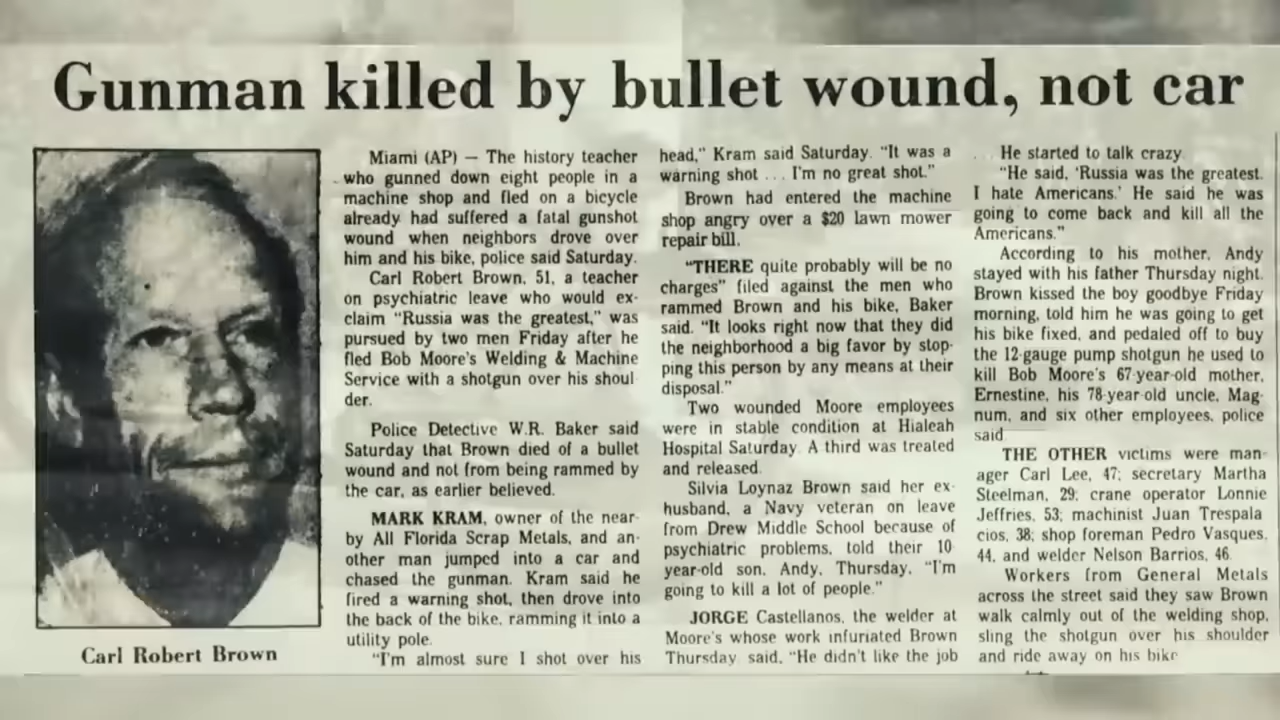 Gunman killed by bullet wound, not car
Miami (AP) — The history teacher
who gunned down eight people in a
machine shop and fled on a bicycle
already had suffered a fatal gunshot
wound when neighbors drove over
him and his bike, police said Saturday.
Carl Robert Brown, 51, a teacher
on psychiatric leave who would ex-
claim "Russia was the greatest," was
pursued by two men Friday after he
fled Bob Moore's Welding & Machine
Service with a shotgun over his shoul
der.
Police Detective W.R. Baker said
Saturday that Brown died of a bullet
wound and not from being rammed by
the car, as earlier believed.
MARK KRAM, owner of the near-
by All Florida Scrap Metals, and an-
other man jumped into a car and
chased the gunman. Kram said he
fired a warning shot, then drove into
the back of the bike, ramming it into a
utility pole.
"I'm almost sure I shot over his
head," Kram said Saturday. "It was a
warning shot ... I'm no great shot."
Brown had entered the machine
shop angry over a $20 lawn mower
repair bill.
"THERE quite probably will be no
charges" filed against the men who
rammed Brown and his bike, Baker
said. "It looks right now that they did
the neighborhood a big favor by stop-
ping this person by any means at their
disposal."
Two wounded Moore employees
were in stable condition at Hialeah
Hospital Saturday. A third was treated
and released.
Silvia Loynaz Brown said her ex-
husband, a Navy veteran on leave
from Drew Middle School because of
psychiatric problems, told their 10-
year-old son, Andy, Thursday, "I'm
going to kill a lot of people."
JORGE Castellanos, the welder at
Moore's whose work infuriated Brown
Thursday said, "He didn't like the job
He started to talk crazy.
"He said, 'Russia was the greatest.
I hate Americans.' He said he was
going to come back and kill all the
Americans."
According to his mother, Andy
stayed with his father Thursday night.
Brown kissed the boy goodbye Friday
morning, told him he was going to get
his bike fixed, and pedaled off to buy
the 12-gauge pump shotgun he used to
kill Bob Moore's 67-year-old mother,
Ernestine, his 78-year-old uncle, Mag-
num, and six other employees, police
said
THE OTHER victims were man-
ager Carl Lee, 47; secretary Martha
Steelman, 29; crane operator Lonnie
Jeffries, 53; machinist Juan Trespala
cios, 38; shop foreman Pedro Vasques,
44, and welder Nelson Barrios, 46.
Workers from General Metals
across the street said they saw Brown
walk calmly out of the welding shop,
sling the shotgun over his shoulder
and ride away on his bike
Carl Robert Brown